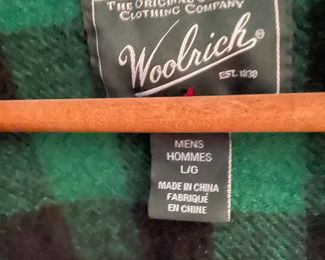 THE ORIGINAL
CLOTHING COMPANY
Woolrich®
EST. 1830
MENS
HOMMES
L/G
MADE IN CHINA
FABRIQUÉ
EN CHINE